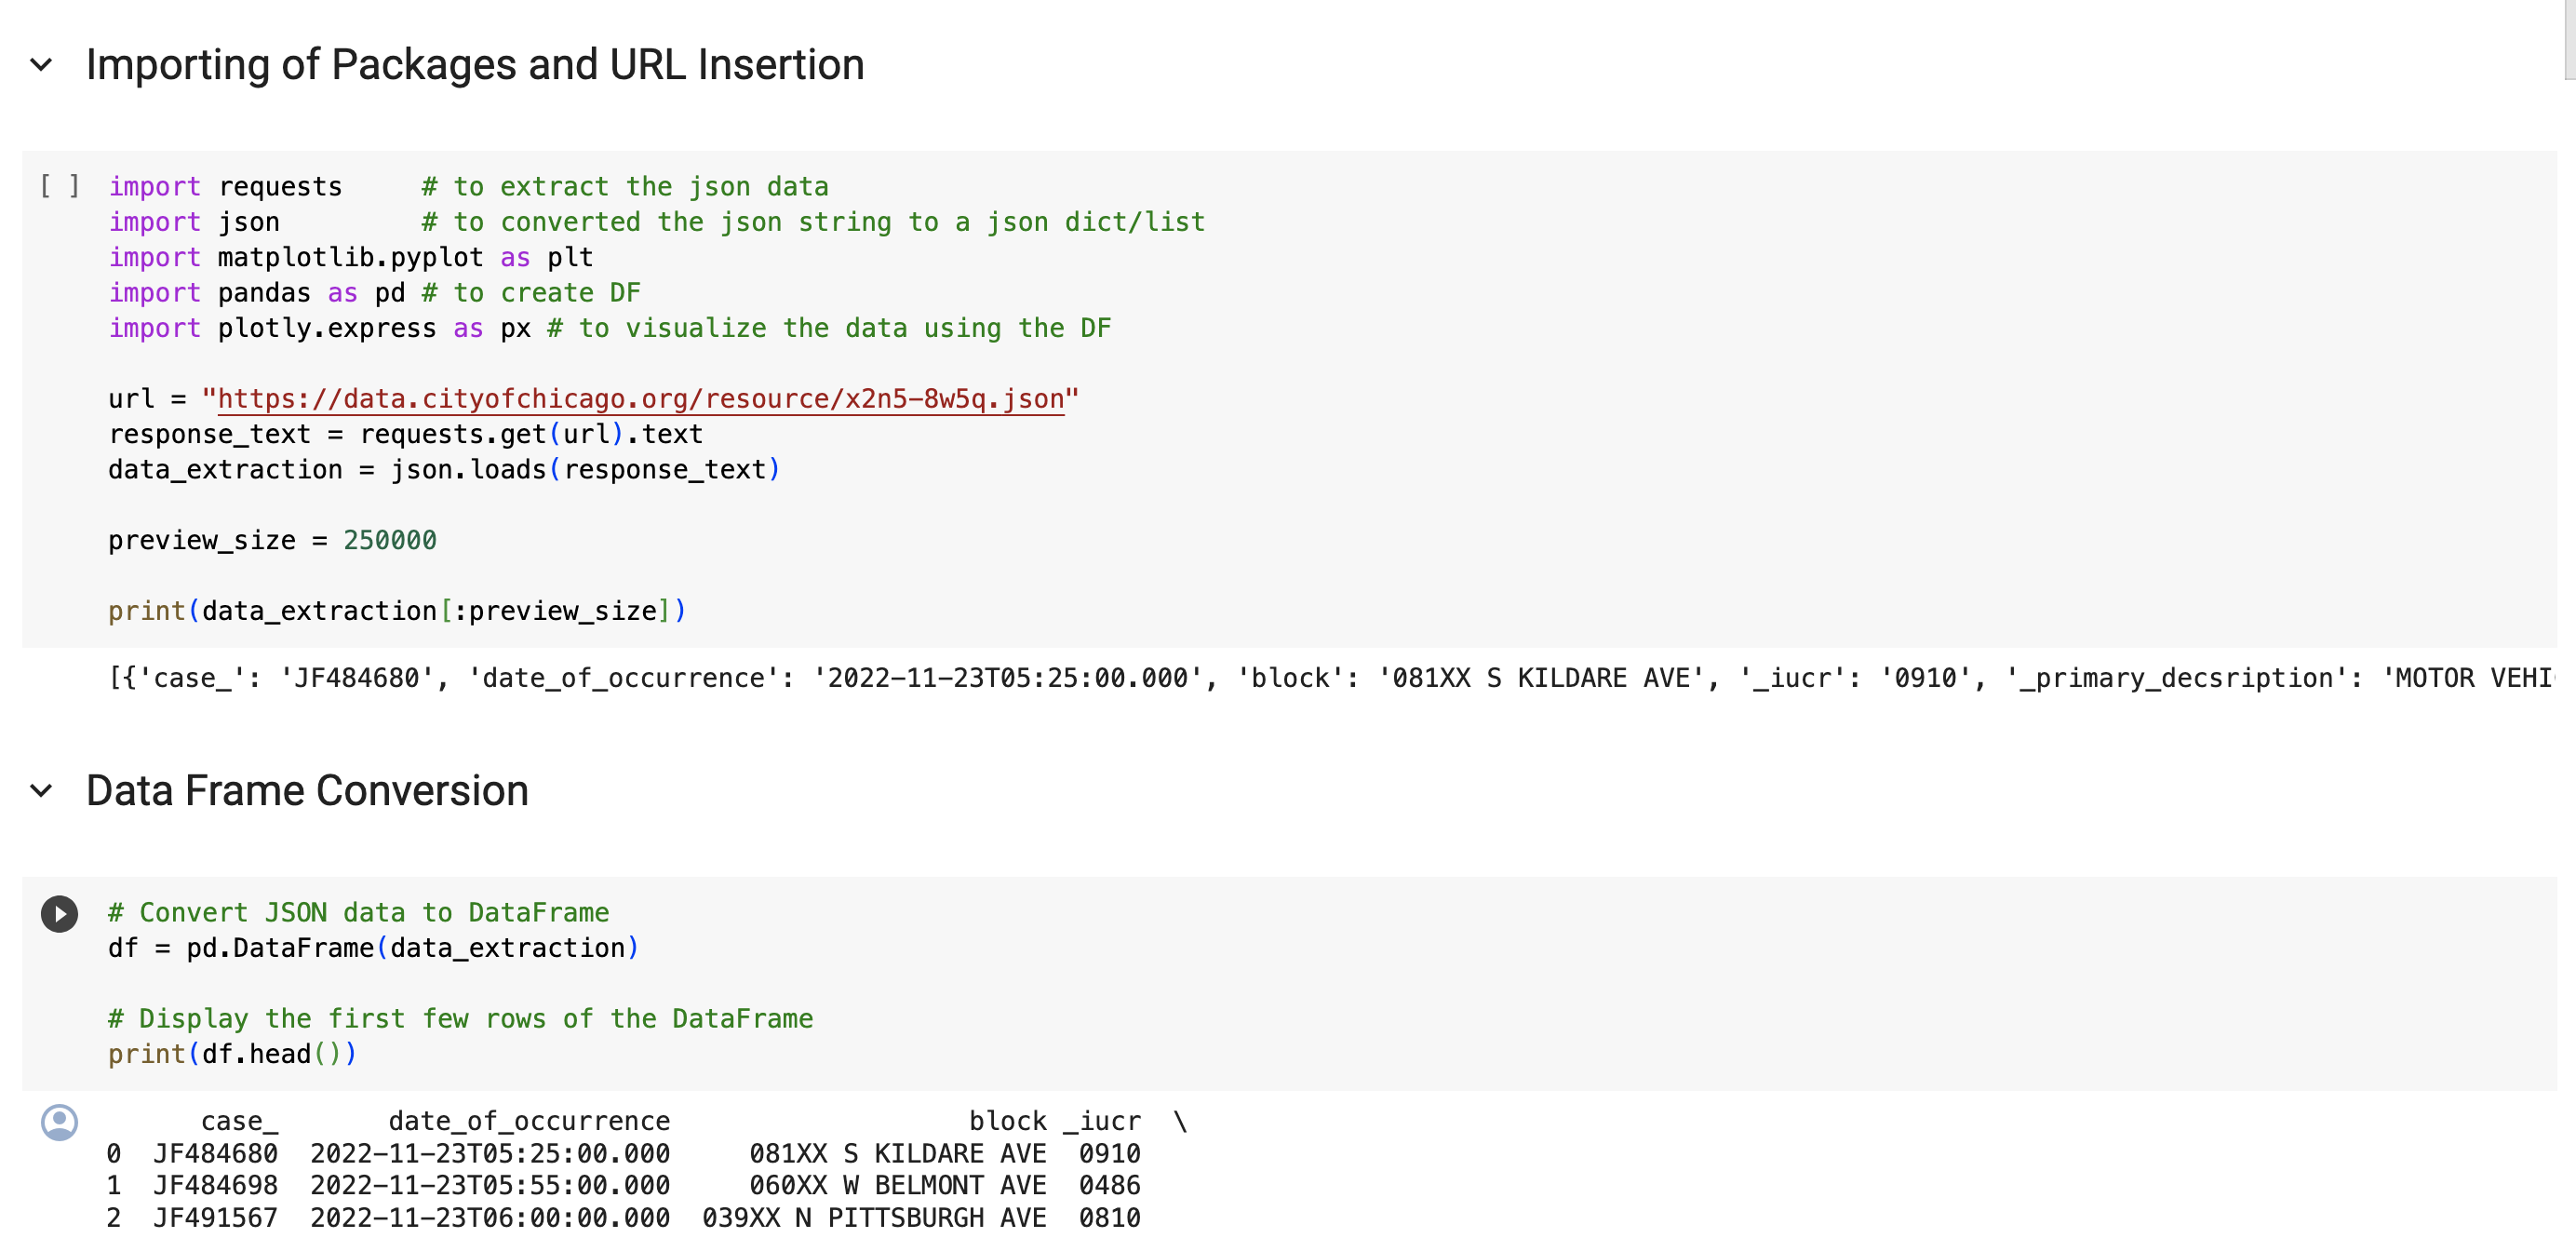 Importing of Packages and URL Insertion
[ ] import requests     # to extract the json data
import json         # to converted the json string to a json dict/list
import matplotlib.pyplot as plt
import pandas as pd # to create DF
import plotly.express as px # to visualize the data using the DF
url = "https://data.cityofchicago.org/resource/x2n5-8w5q.json"
response_text = requests.get(url).text
data_extraction = json.loads(response_text)
preview_size = 250000
print(data_extraction[:preview_size])
[{'case_': 'JF484680', 'date_of_occurrence': '2022-11-23T05:25:00.000', 'block': '081XX S KILDARE AVE', '_iucr': '0910', '_primary_decsription': 'MOTOR VEHI
Data Frame Conversion
# Convert JSON data to DataFrame
df = pd.DataFrame(data_extraction)
# Display the first few rows of the DataFrame
print(df.head())
      case_       date_of_occurrence                   block _iucr  \
0  JF484680  2022-11-23T05:25:00.000     081XX S KILDARE AVE  0910
1  JF484698  2022-11-23T05:55:00.000     060XX W BELMONT AVE  0486
2  JF491567  2022-11-23T06:00:00.000  039XX N PITTSBURGH AVE  0810